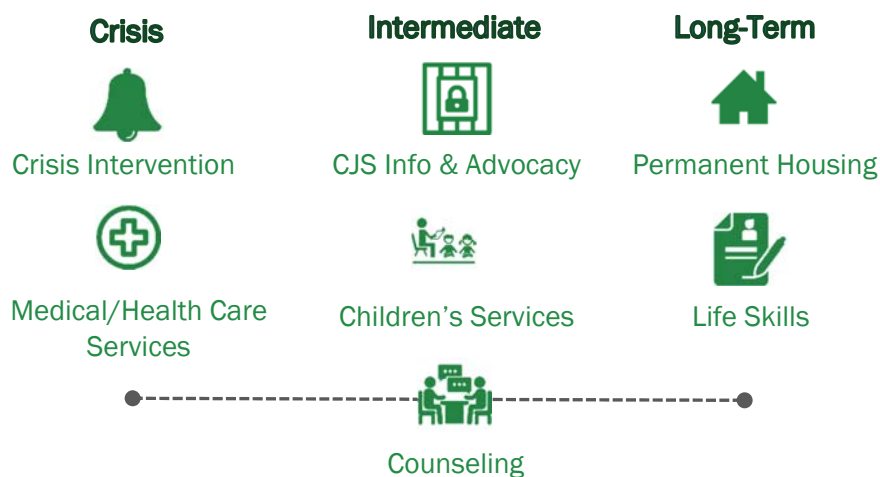 Crisis
Intermediate
Long-Term
Crisis Intervention
CJS Info & Advocacy
Permanent Housing
Medical/Health Care
Services
Children’s Services
Life Skills
Counseling